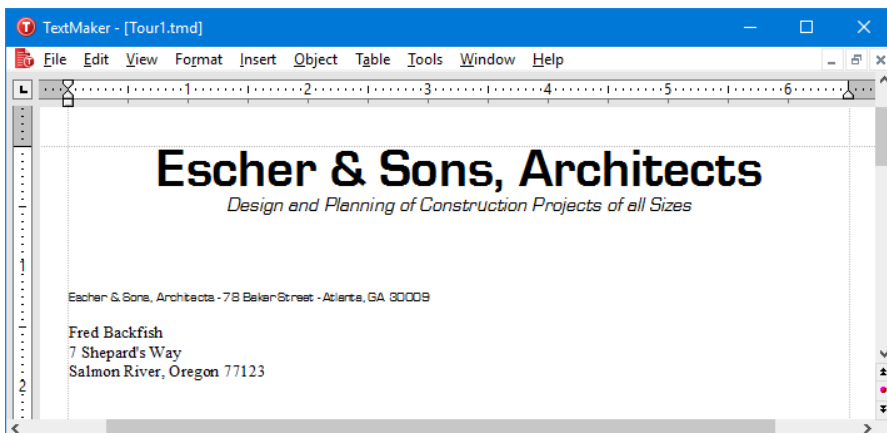 TextMaker - [Tour1.tmd]
File Edit View Format Insert Object Table Tools Window Help
L 1 2 3 4 5 6
Escher & Sons, Architects
Design and Planning of Construction Projects of all Sizes
1
Escher & Sons, Architects - 78 Baker Street - Atlanta, GA 30009
Fred Backfish
7 Shepard's Way
Salmon River, Oregon 77123
2